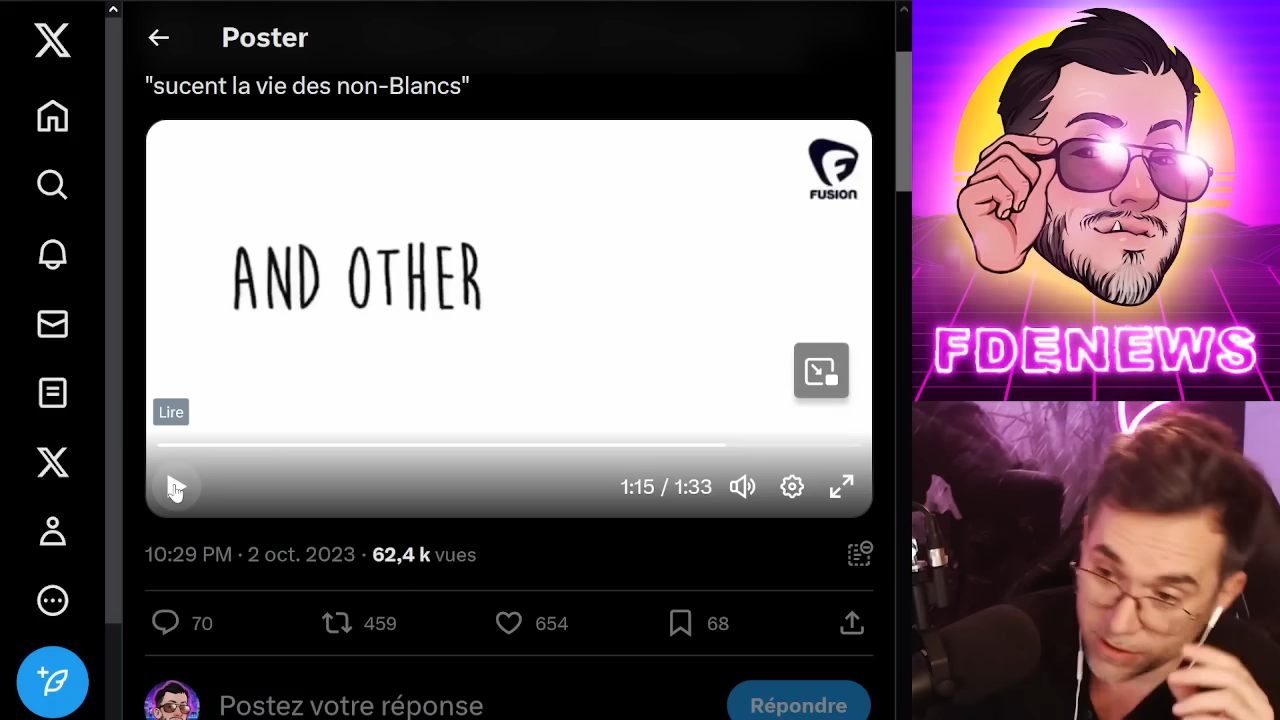 Poster
"sucent la vie des non-Blancs"
FUSION
AND OTHER
Lire
1:15 / 1:33
10:29 PM · 2 oct. 2023 · 62,4 k vues
70 459 654 68
Postez votre réponse
Répondre
FDENEWS